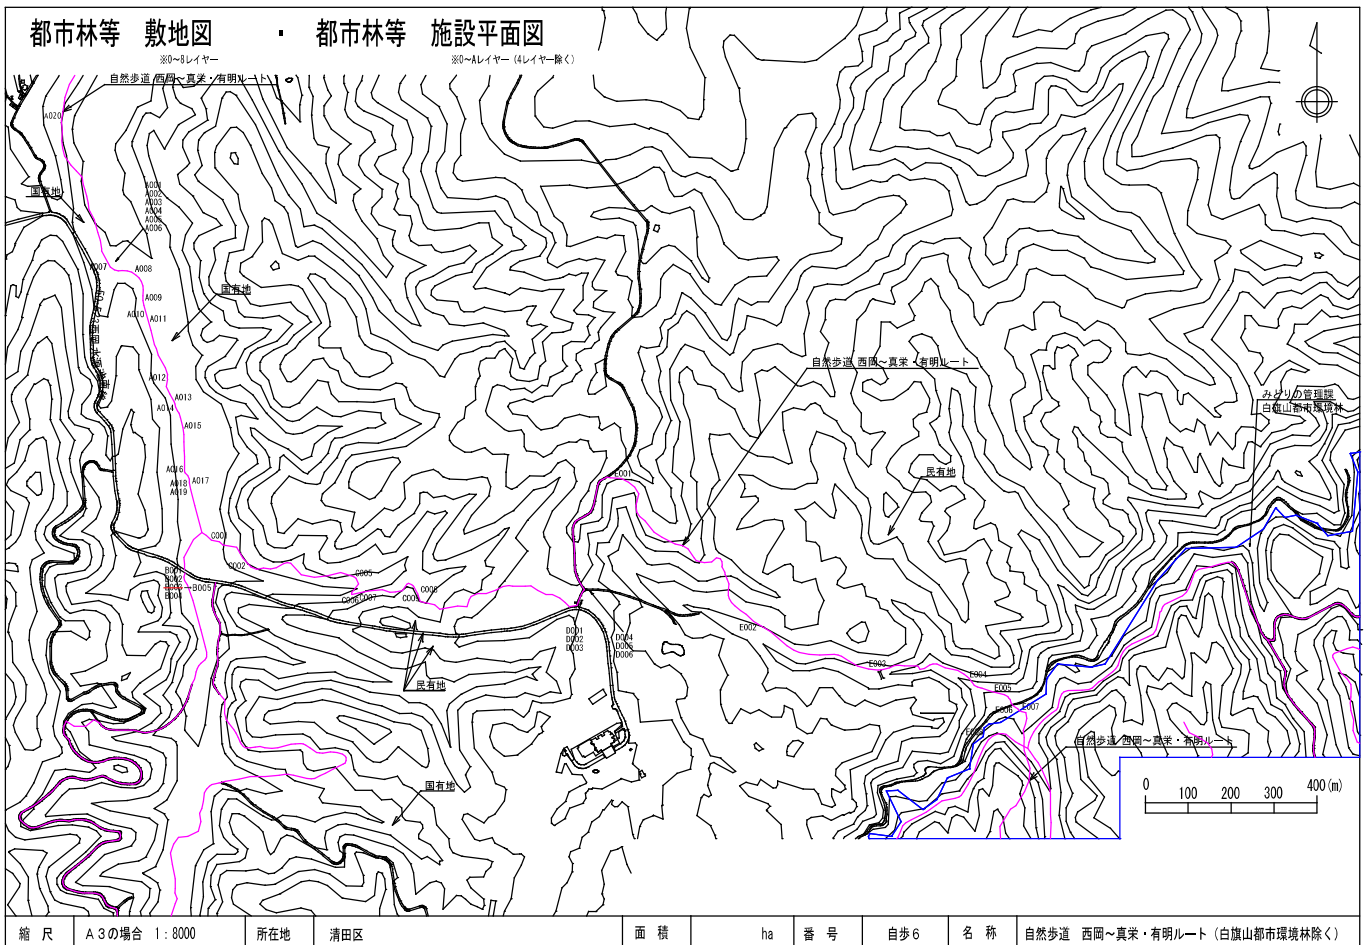 都市林等 敷地図 ・ 都市林等 施設平面図
※0～8レイヤー ※0～Aレイヤー (4レイヤー除く)
自然歩道 西岡～真栄・有明ルート
A020
国有地
A001
A002
A003
A004
A005
A006
A007
A008
国有地
A009
A010
A011
A012
A013
A014
A015
A016
A017
A018
A019
自然歩道 西岡～真栄・有明ルート
みどりの管理課
白旗山都市環境林
民有地
E001
C001
C002
C005
C006
C007
C008
C009
B001
B002
B003
B004
B005
D001
D002
D003
D004
D005
D006
E002
E003
E004
E005
E006
E007
民有地
自然歩道 西岡～真栄・有明ルート
国有地
0 100 200 300 400(m)
縮 尺 A3の場合 1：8000 所在地 清田区 面 積 ha 番 号 自歩6 名 称 自然歩道 西岡～真栄・有明ルート (白旗山都市環境林除く)